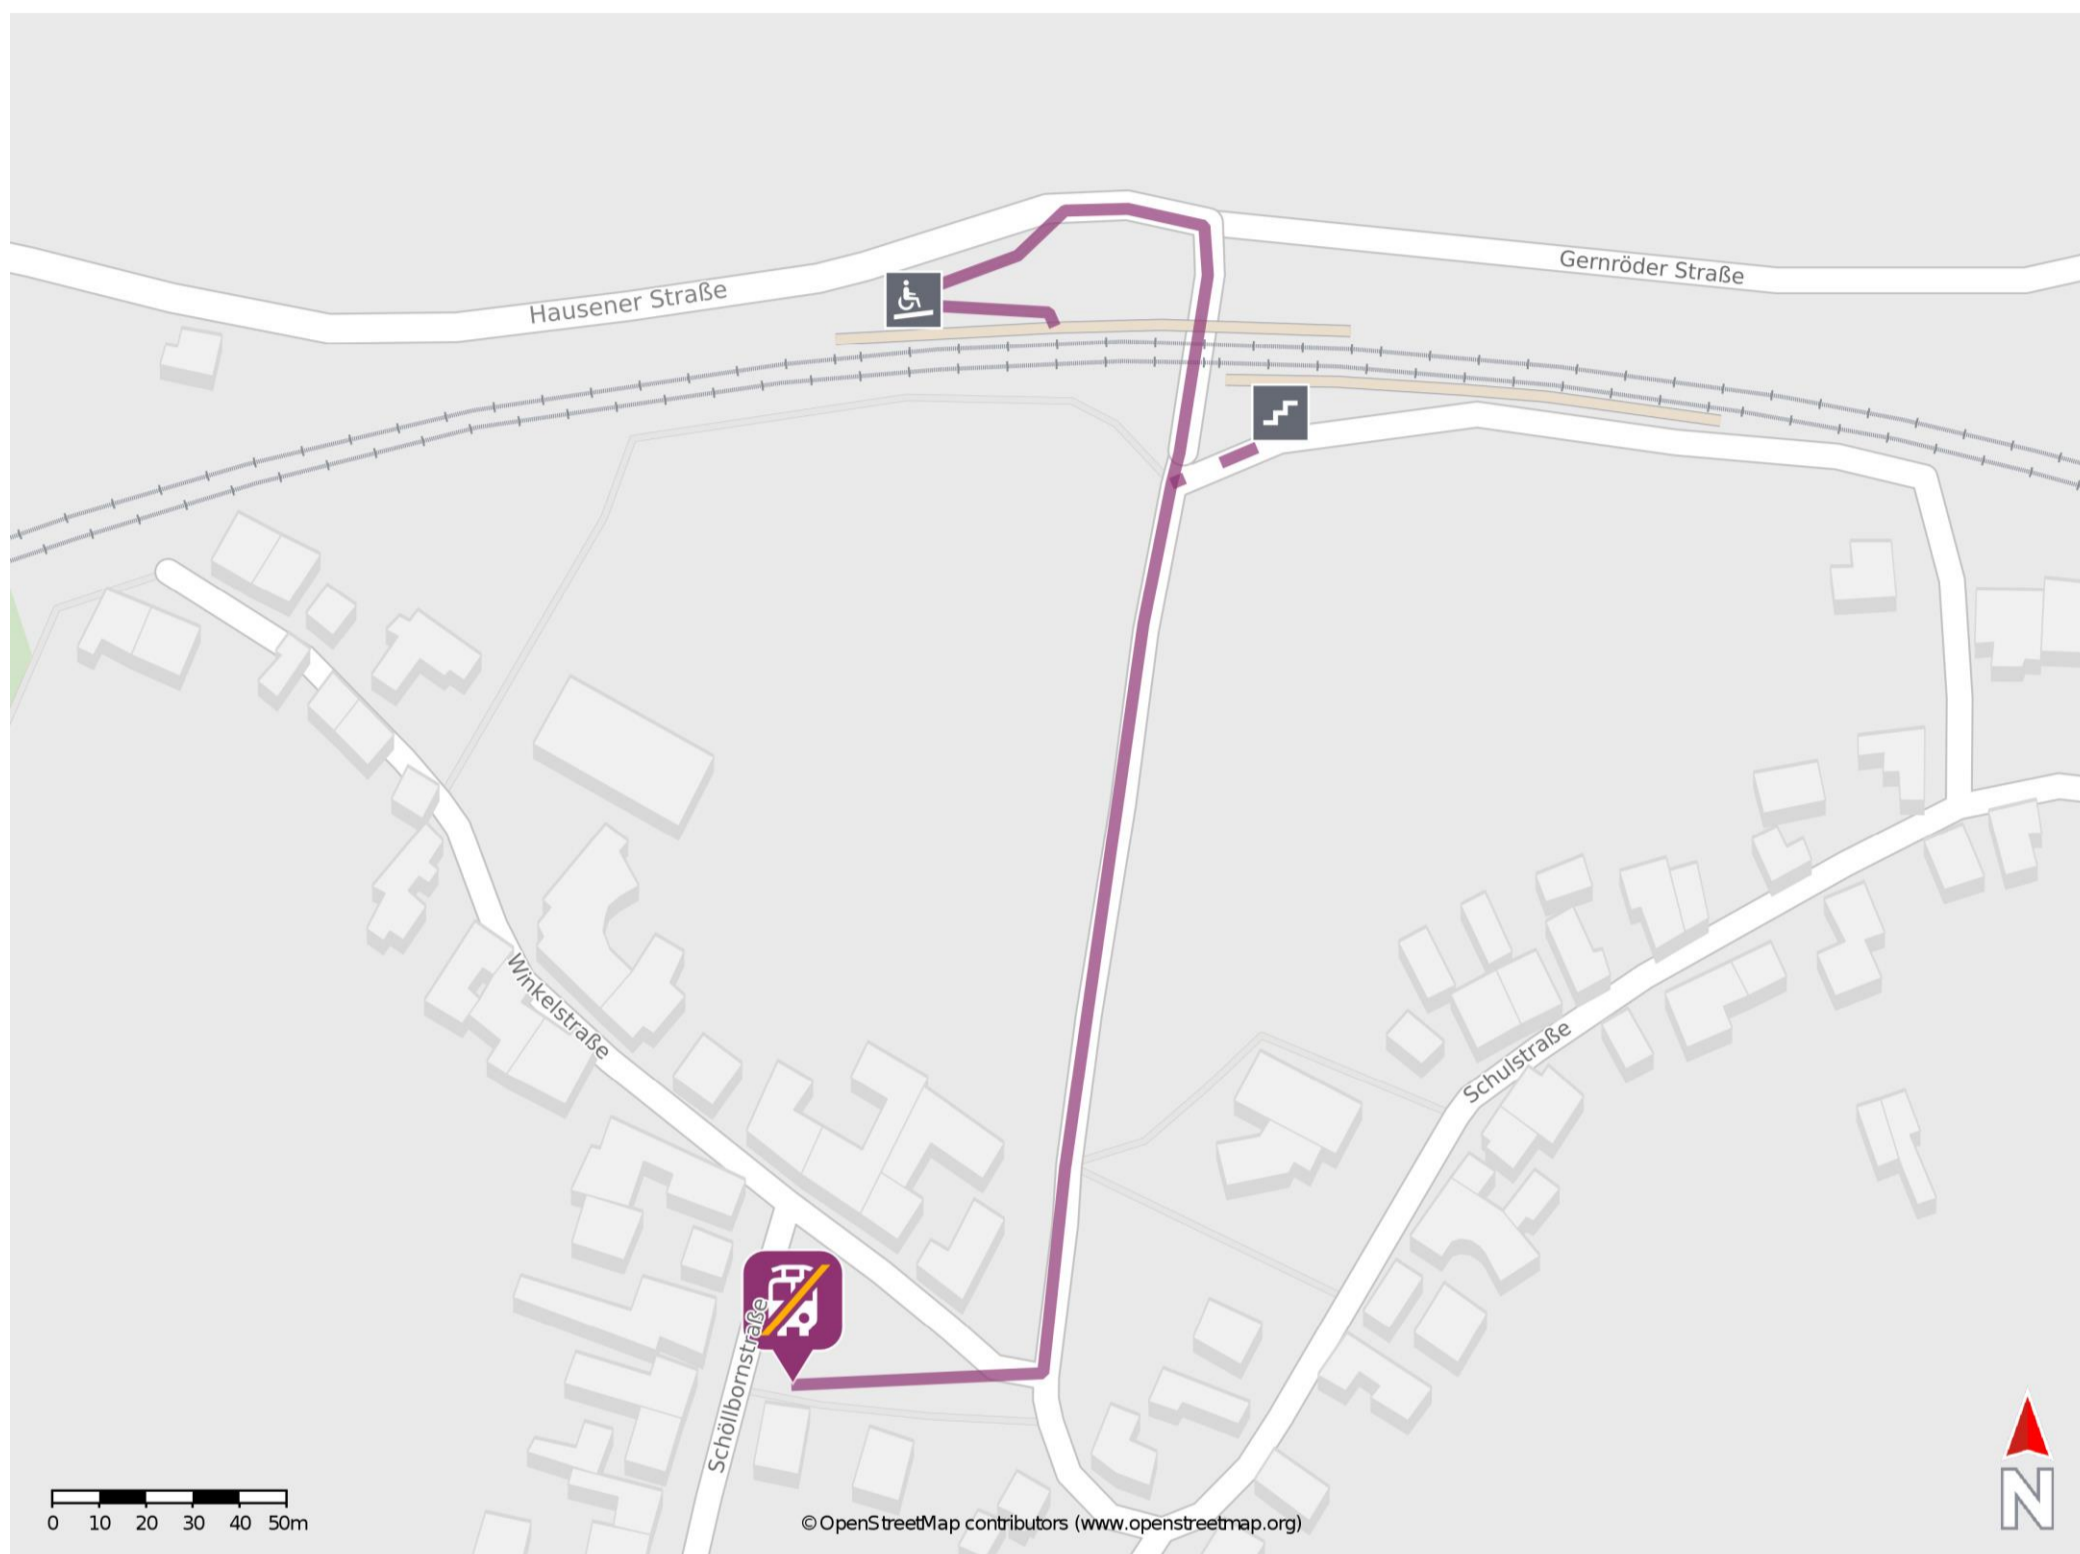 Gernröder Straße
Hausener Straße
Winkelstraße
Schulstraße
Schöllbornstraße
0 10 20 30 40 50m
© OpenStreetMap contributors (www.openstreetmap.org)
N